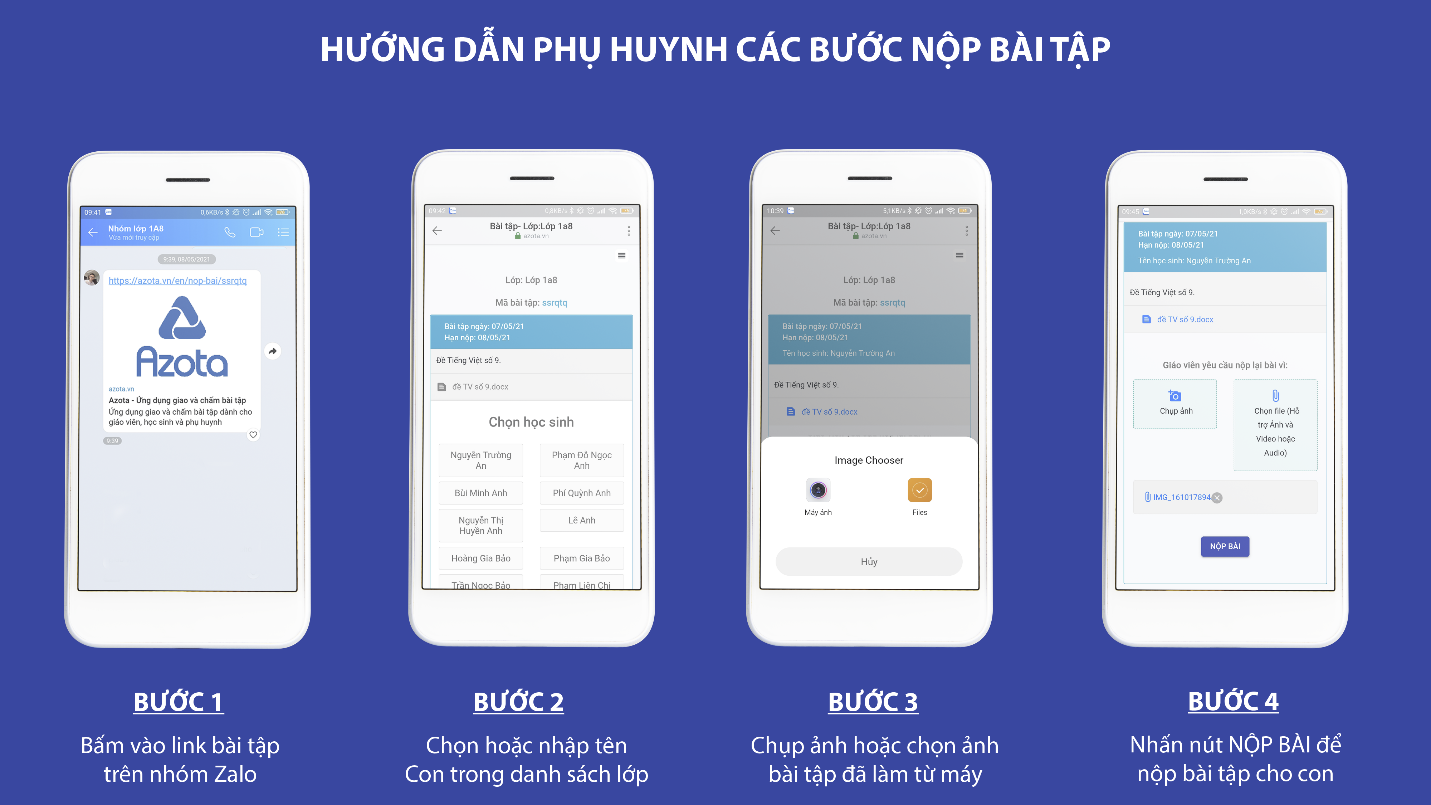 HƯỚNG DẪN PHỤ HUYNH CÁC BƯỚC NỘP BÀI TẬP
09:41
0,6KB/s
Nhóm lớp 1A8
Vừa mới truy cập
9:39, 08/05/2021
https://azota.vn/en/nop-bai/ssrqtq
Azota
azota.vn
Azota - Ứng dụng giao và chấm bài tập
Ứng dụng giao và chấm bài tập dành cho
giáo viên, học sinh và phụ huynh
9:39
BƯỚC 1
Bấm vào link bài tập
trên nhóm Zalo
09:42
0,8KB/s
Bài tập- Lớp:Lớp 1a8
azota.vn
Lớp: Lớp 1a8
Mã bài tập: ssrqtq
Bài tập ngày: 07/05/21
Hạn nộp: 08/05/21
Đề Tiếng Việt số 9.
đề TV số 9.docx
Chọn học sinh
Nguyễn Trường
An
Phạm Đỗ Ngọc
Anh
Bùi Minh Anh
Phí Quỳnh Anh
Nguyễn Thị
Huyền Anh
Lê Anh
Hoàng Gia Bảo
Phạm Gia Bảo
Trần Ngọc Bảo
Phạm Liên Chi
BƯỚC 2
Chọn hoặc nhập tên
Con trong danh sách lớp
10:39
5,1KB/s
Bài tập- Lớp:Lớp 1a8
azota.vn
Lớp: Lớp 1a8
Mã bài tập: ssrqtq
Bài tập ngày: 07/05/21
Hạn nộp: 08/05/21
Tên học sinh: Nguyễn Trường An
Đề Tiếng Việt số 9.
đề TV số 9.docx
Image Chooser
Máy ảnh
Files
Hủy
BƯỚC 3
Chụp ảnh hoặc chọn ảnh
bài tập đã làm từ máy
09:45
Bài tập ngày: 07/05/21
Hạn nộp: 08/05/21
Tên học sinh: Nguyễn Trường An
Đề Tiếng Việt số 9.
đề TV số 9.docx
Giáo viên yêu cầu nộp lại bài vì:
Chụp ảnh
Chọn file (Hỗ
trợ Ảnh và
Video hoặc
Audio)
IMG_161017894
NỘP BÀI
BƯỚC 4
Nhấn nút NỘP BÀI để
nộp bài tập cho con